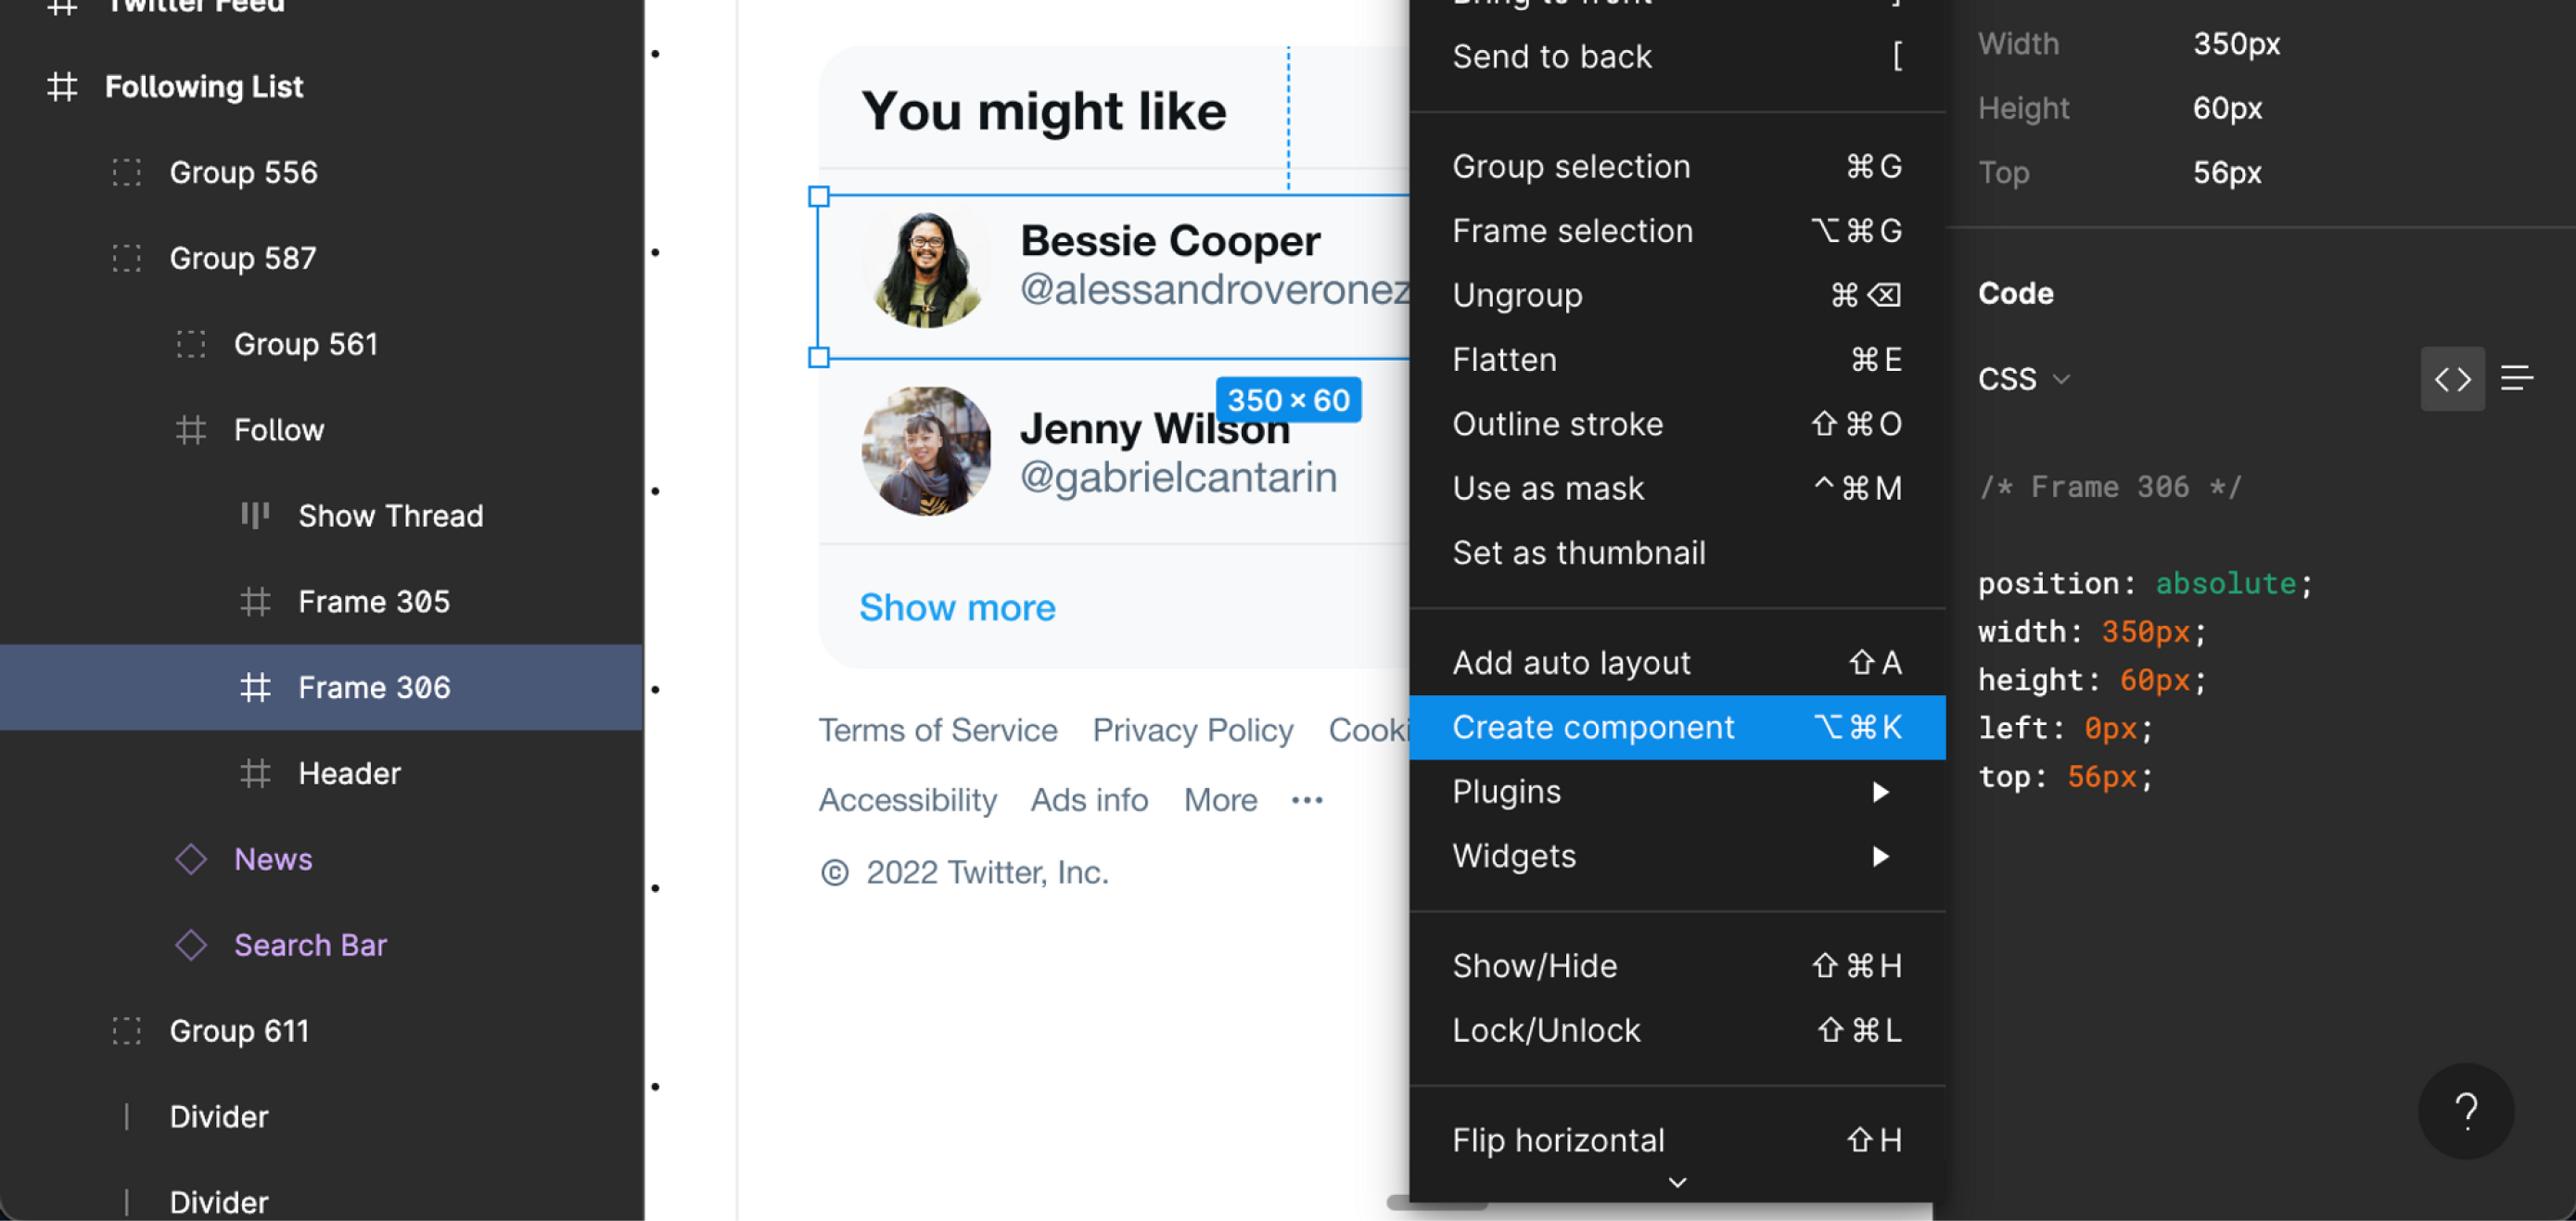 Twitter Feed
Following List
Group 556
Group 587
Group 561
Follow
Show Thread
Frame 305
Frame 306
Header
News
Search Bar
Group 611
Divider
Divider
You might like
Bessie Cooper
@alessandroveronez
Jenny Wilson
@gabrielcantarin
350 × 60
Show more
Terms of Service Privacy Policy Cooki
Accessibility Ads info More ···
© 2022 Twitter, Inc.
Bring to front ]
Send to back [
Group selection ⌘G
Frame selection ⌥⌘G
Ungroup ⌘⌫
Flatten ⌘E
Outline stroke ⇧⌘O
Use as mask ^⌘M
Set as thumbnail
Add auto layout ⇧A
Create component ⌥⌘K
Plugins ▶
Widgets ▶
Show/Hide ⇧⌘H
Lock/Unlock ⇧⌘L
Flip horizontal ⇧H
Width 350px
Height 60px
Top 56px
Code
CSS
/* Frame 306 */
position: absolute;
width: 350px;
height: 60px;
left: 0px;
top: 56px;
?